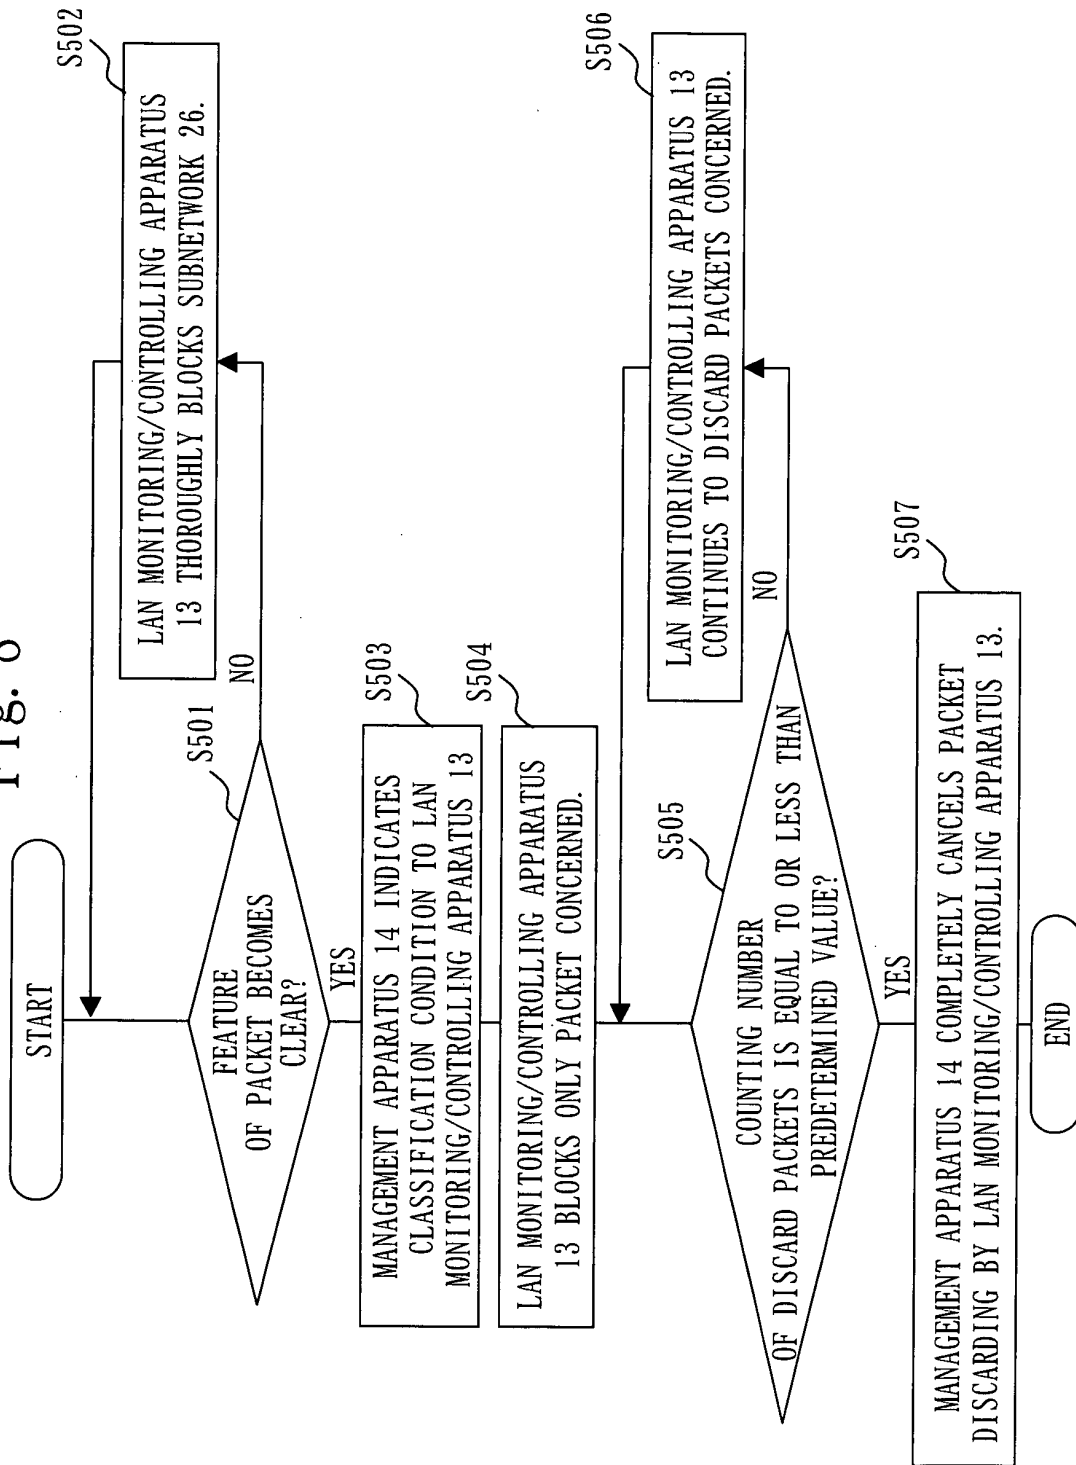 Fig.
START
S501
FEATURE
OF PACKET BECOMES
CLEAR?
NO
S502
LAN MONITORING/CONTROLLING APPARATUS
13 THOROUGHLY BLOCKS SUBNETWORK 26.
YES
S503
MANAGEMENT APPARATUS 14 INDICATES
CLASSIFICATION CONDITION TO LAN
MONITORING/CONTROLLING APPARATUS 13
S504
LAN MONITORING/CONTROLLING APPARATUS
13 BLOCKS ONLY PACKET CONCERNED.
S505
COUNTING NUMBER
OF DISCARD PACKETS IS EQUAL TO OR LESS THAN
PREDETERMINED VALUE?
NO
S506
LAN MONITORING/CONTROLLING APPARATUS 13
CONTINUES TO DISCARD PACKETS CONCERNED.
YES
S507
MANAGEMENT APPARATUS 14 COMPLETELY CANCELS PACKET
DISCARDING BY LAN MONITORING/CONTROLLING APPARATUS 13.
END